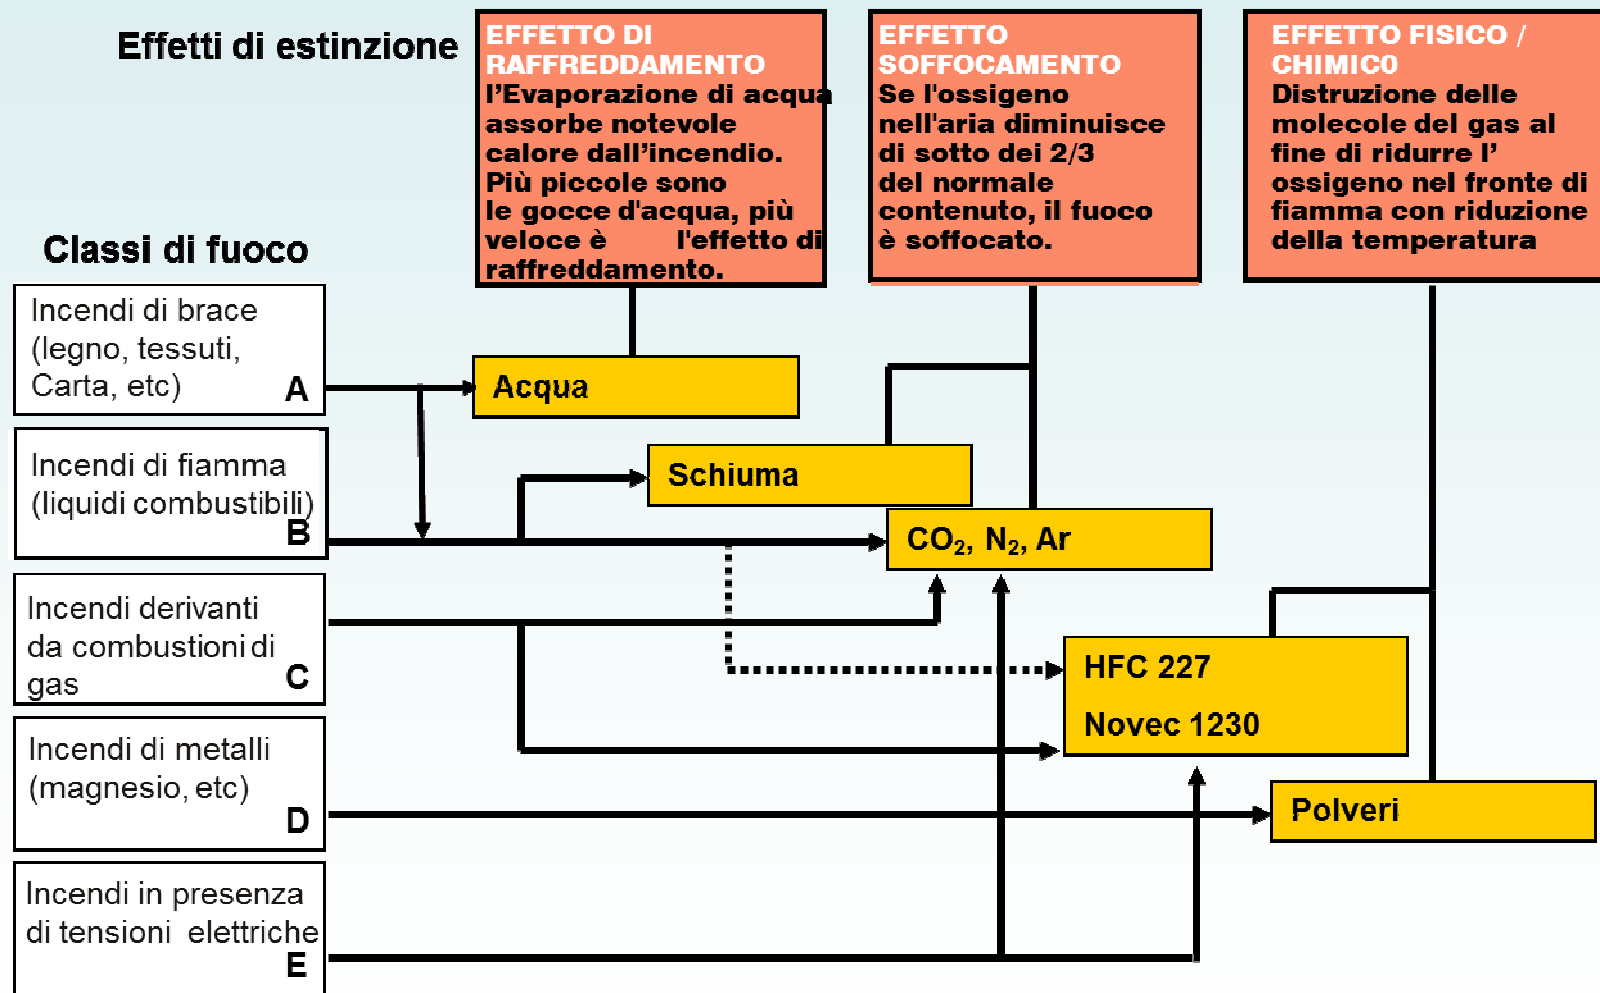 Effetti di estinzione
EFFETTO DI
RAFFREDDAMENTO
l’Evaporazione di acqua
assorbe notevole
calore dall’incendio.
Più piccole sono
le gocce d'acqua, più
veloce è l'effetto di
raffreddamento.
EFFETTO
SOFFOCAMENTO
Se l'ossigeno
nell'aria diminuisce
di sotto dei 2/3
del normale
contenuto, il fuoco
è soffocato.
EFFETTO FISICO /
CHIMIC0
Distruzione delle
molecole del gas al
fine di ridurre l’
ossigeno nel fronte di
fiamma con riduzione
della temperatura
Classi di fuoco
Incendi di brace
(legno, tessuti,
Carta, etc) A
Acqua
Incendi di fiamma
(liquidi combustibili)
B
Schiuma
CO₂, N₂, Ar
Incendi derivanti
da combustioni di
gas C
HFC 227
Novec 1230
Incendi di metalli
(magnesio, etc)
D
Polveri
Incendi in presenza
di tensioni elettriche
E